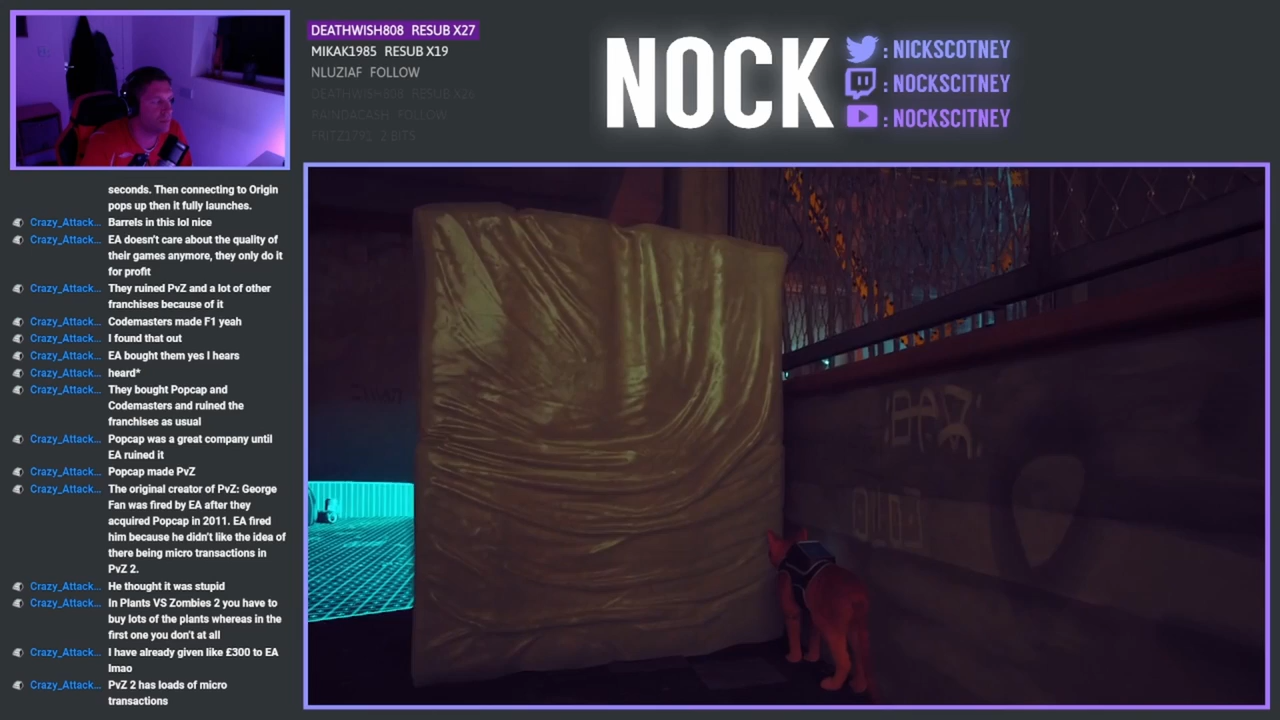 DEATHWISH808 RESUB X27
MIKAK1985 RESUB X19
NLUZIAF FOLLOW
DEATHWISH808 RESUB X26
RAINDACASH FOLLOW
FRITZ1791 2 BITS
NOCK
: NICKSCOTNEY
: NOCKSCITNEY
: NOCKSCITNEY
seconds. Then connecting to Origin
pops up then it fully launches.
Crazy_Attack... Barrels in this lol nice
Crazy_Attack... EA doesn't care about the quality of
their games anymore, they only do it
for profit
Crazy_Attack... They ruined PvZ and a lot of other
franchises because of it
Crazy_Attack... Codemasters made F1 yeah
Crazy_Attack... I found that out
Crazy_Attack... EA bought them yes I hears
Crazy_Attack... heard*
Crazy_Attack... They bought Popcap and
Codemasters and ruined the
franchises as usual
Crazy_Attack... Popcap was a great company until
EA ruined it
Crazy_Attack... Popcap made PvZ
Crazy_Attack... The original creator of PvZ: George
Fan was fired by EA after they
acquired Popcap in 2011. EA fired
him because he didn't like the idea of
there being micro transactions in
PvZ 2.
Crazy_Attack... He thought it was stupid
Crazy_Attack... In Plants VS Zombies 2 you have to
buy lots of the plants whereas in the
first one you don't at all
Crazy_Attack... I have already given like £300 to EA
lmao
Crazy_Attack... PvZ 2 has loads of micro
transactions